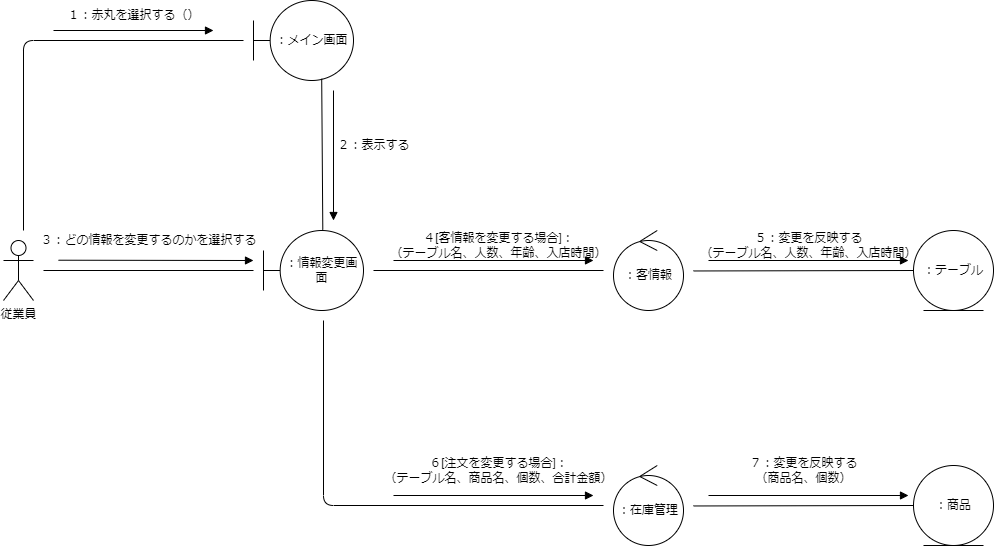 １：赤丸を選択する（）
：メイン画面
２：表示する
３：どの情報を変更するのかを選択する
：情報変更画
面
４[客情報を変更する場合]：
（テーブル名、人数、年齢、入店時間）
：客情報
５：変更を反映する
（テーブル名、人数、年齢、入店時間）
：テーブル
従業員
６[注文を変更する場合]：
（テーブル名、商品名、個数、合計金額）
：在庫管理
７：変更を反映する
（商品名、個数）
：商品